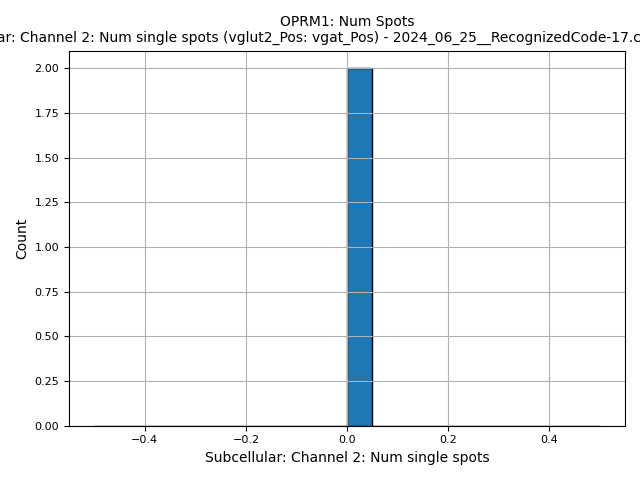 OPRM1: Num Spots
ar: Channel 2: Num single spots (vglut2_Pos: vgat_Pos) - 2024_06_25__RecognizedCode-17.c
2.00
1.75
1.50
1.25
1.00
0.75
0.50
0.25
0.00
Count
−0.4 −0.2 0.0 0.2 0.4
Subcellular: Channel 2: Num single spots